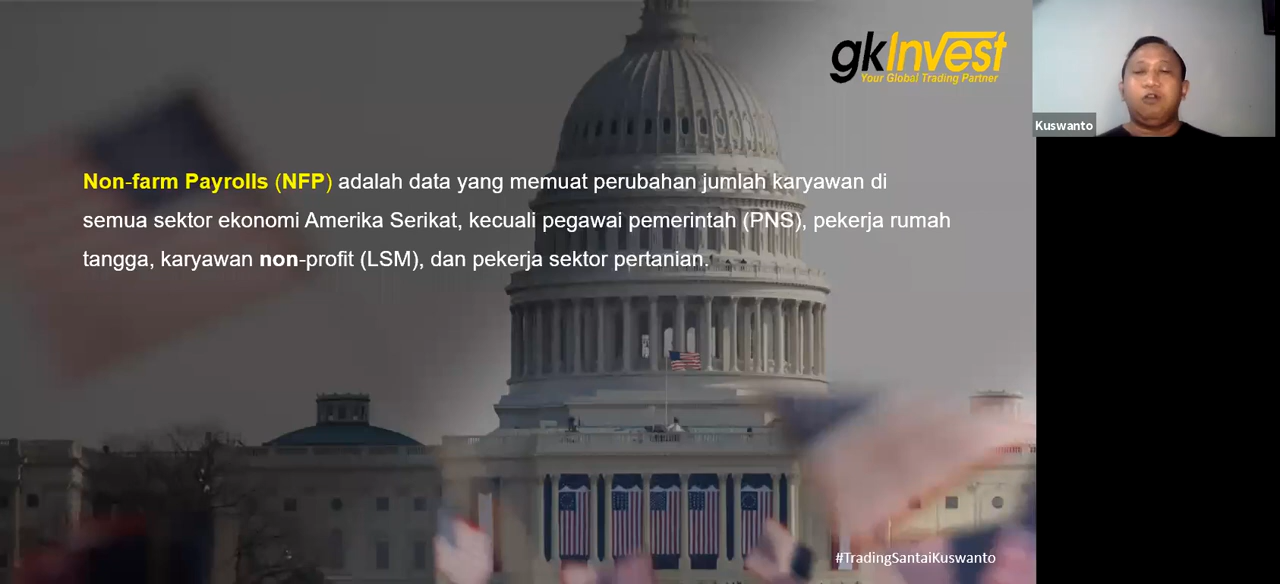 gkInvest
Your Global Trading Partner
Kuswanto
Non-farm Payrolls (NFP) adalah data yang memuat perubahan jumlah karyawan di
semua sektor ekonomi Amerika Serikat, kecuali pegawai pemerintah (PNS), pekerja rumah
tangga, karyawan non-profit (LSM), dan pekerja sektor pertanian.
#TradingSantaiKuswanto